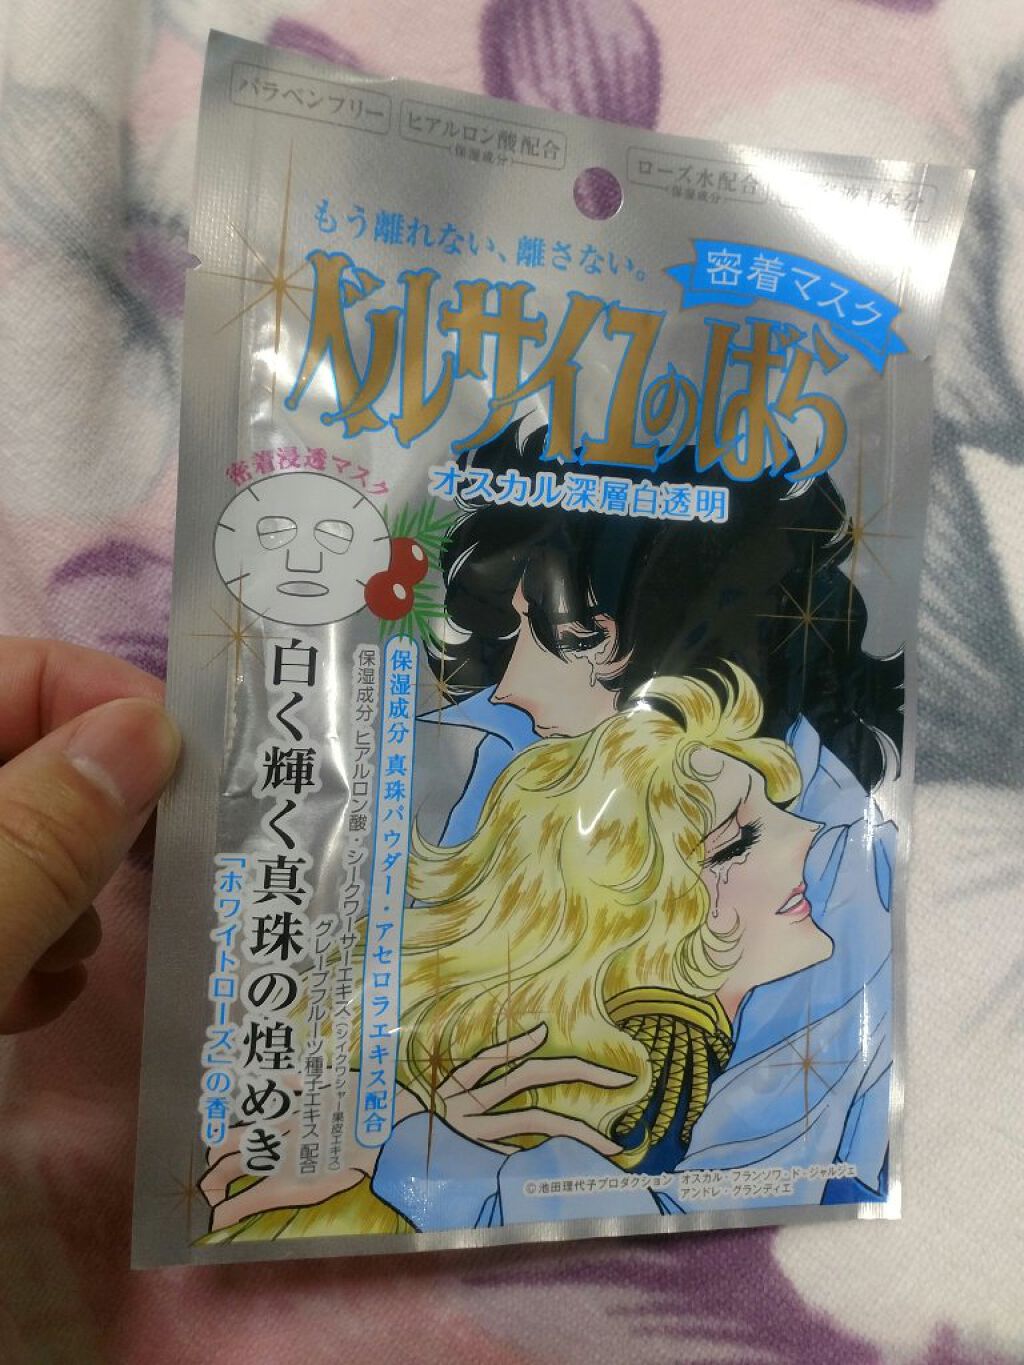 パラベンフリー
ヒアルロン酸配合
(保湿成分)
ローズ水配合
(保湿成分)
1本分
もう離れない、離さない。
密着マスク
ベルサイユのばら
オスカル深層白透明
密着浸透マスク
保湿成分 真珠パウダー・アセロラエキス配合
保湿成分 ヒアルロン酸・シークワーサーエキス(シイクワシャー果皮エキス)
グレープフルーツ種子エキス 配合
白く輝く真珠の煌めき
「ホワイトローズ」の香り
©池田理代子プロダクション オスカル・フランソワ・ド・ジャルジェ
アンドレ・グランディエ